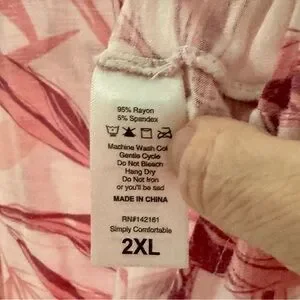 95% Rayon
5% Spandex
Machine Wash Col
Gentle Cycle
Do Not Bleach
Hang Dry
Do Not Iron
or you'll be sad
MADE IN CHINA
RN#142161
Simply Comfortable
2XL